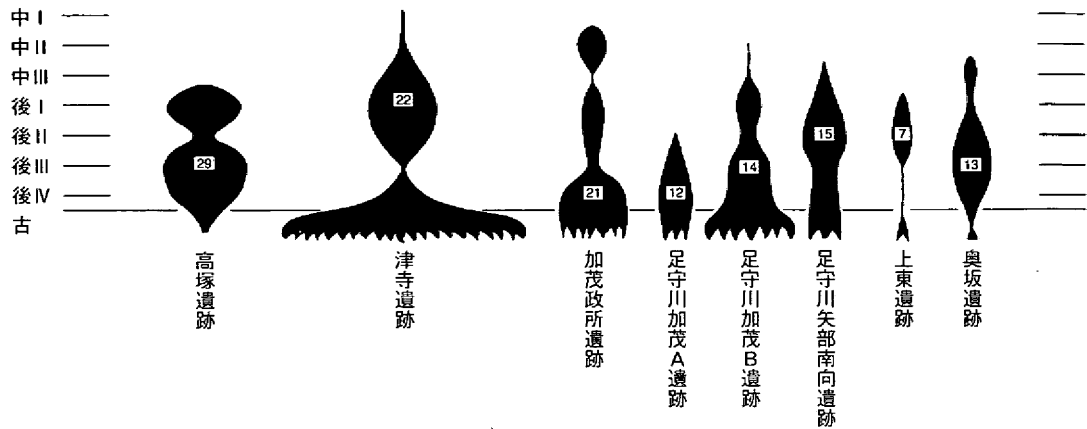 中Ⅰ
中Ⅱ
中Ⅲ
後Ⅰ
後Ⅱ
後Ⅲ
後Ⅳ
古
29
22
21
12
14
15
7
13
高塚遺跡
津寺遺跡
加茂政所遺跡
足守川加茂A遺跡
足守川加茂B遺跡
足守川矢部南向遺跡
上東遺跡
奥坂遺跡